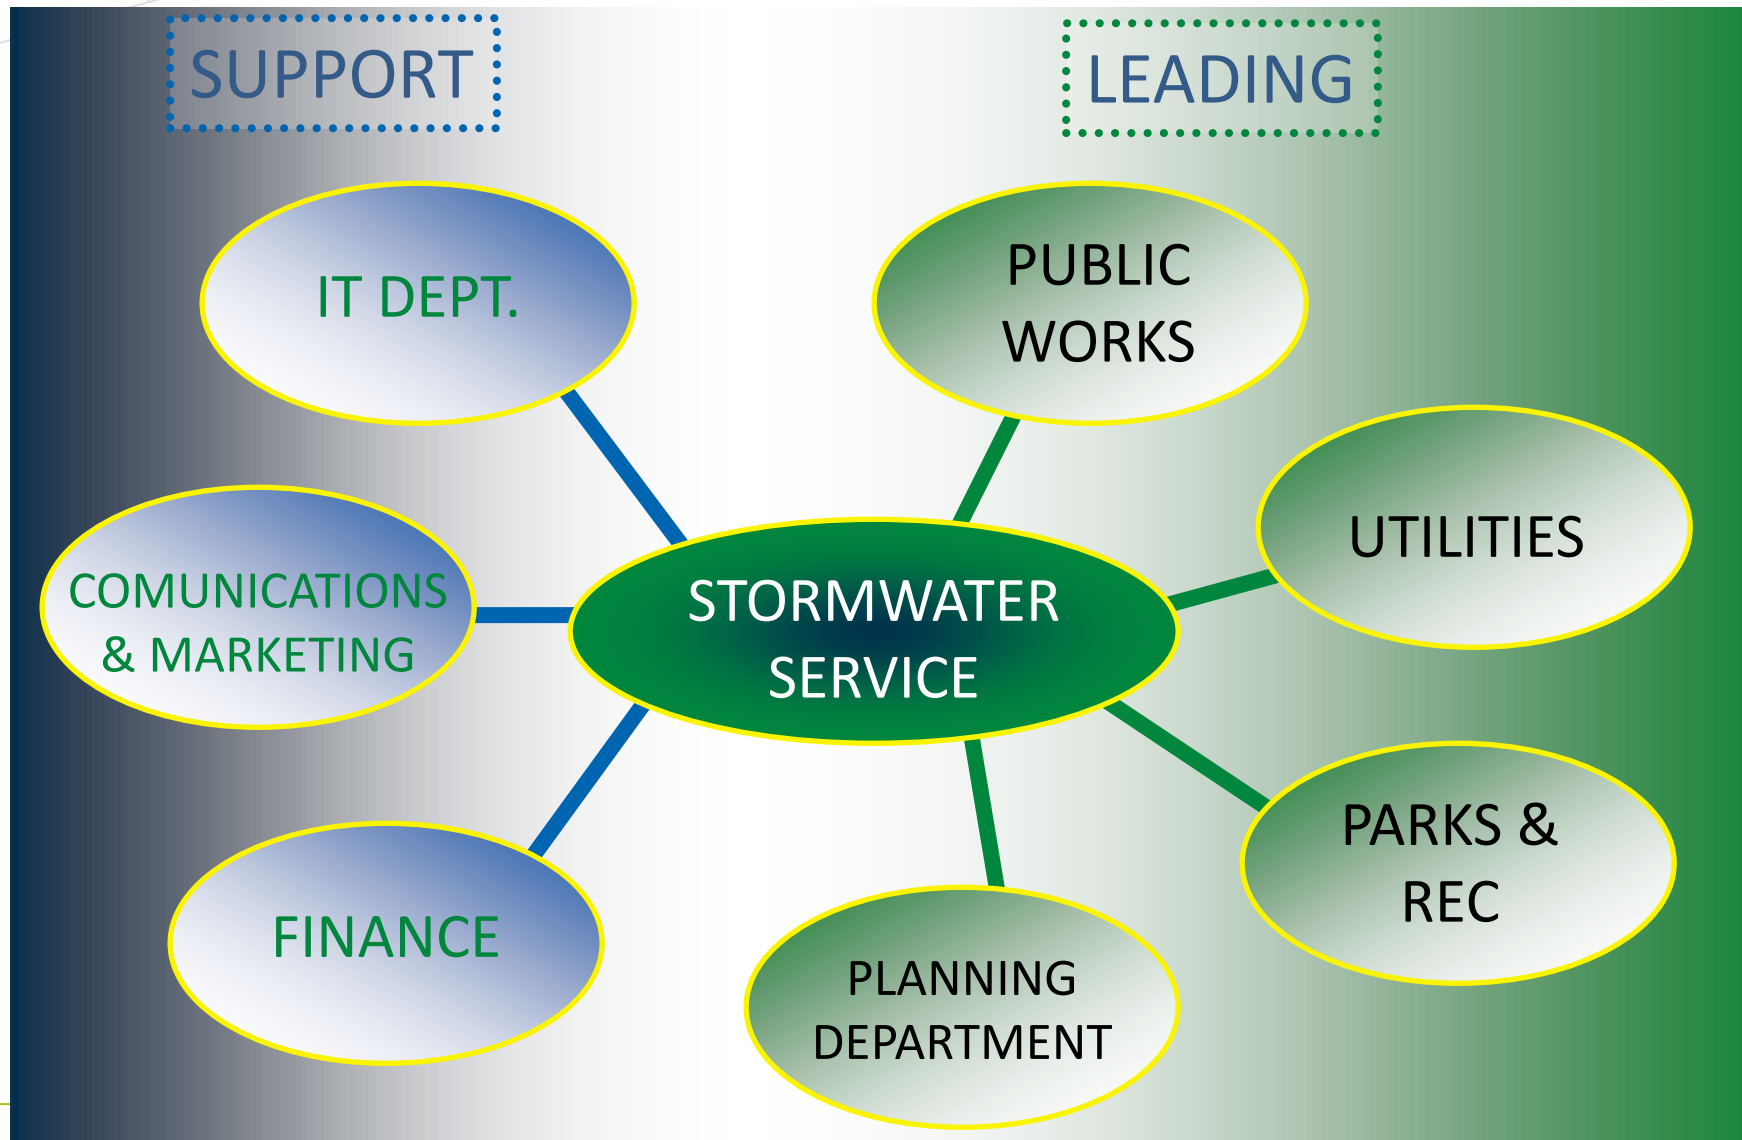 SUPPORT
LEADING
IT DEPT.
PUBLIC
WORKS
UTILITIES
COMUNICATIONS
& MARKETING
STORMWATER
SERVICE
PARKS &
REC
FINANCE
PLANNING
DEPARTMENT